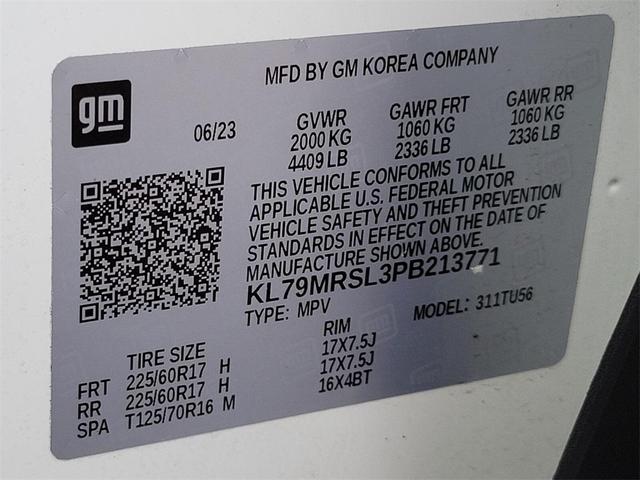 MFD BY GM KOREA COMPANY
gm
06/23
GVWR GAWR FRT GAWR RR
2000 KG 1060 KG 1060 KG
4409 LB 2336 LB 2336 LB
THIS VEHICLE CONFORMS TO ALL
APPLICABLE U.S. FEDERAL MOTOR
VEHICLE SAFETY AND THEFT PREVENTION
STANDARDS IN EFFECT ON THE DATE OF
MANUFACTURE SHOWN ABOVE.
KL79MRSL3PB213771
TYPE: MPV MODEL: 311TU56
TIRE SIZE RIM
FRT 225/60R17 H 17X7.5J
RR 225/60R17 H 17X7.5J
SPA T125/70R16 M 16X4BT